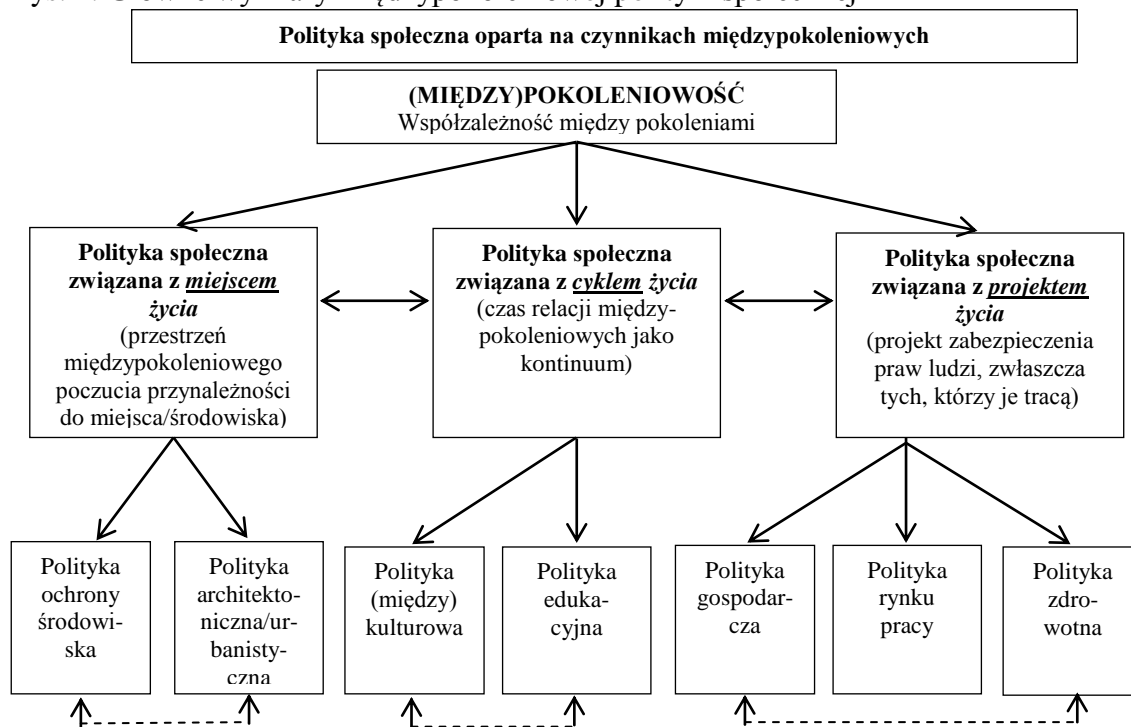 Polityka społeczna oparta na czynnikach międzypokoleniowych
(MIĘDZY)POKOLENIOWOŚĆ
Współzależność między pokoleniami
Polityka społeczna
związana z miejscem
życia
(przestrzeń
międzypokoleniowego
poczucia przynależności
do miejsca/środowiska)
Polityka społeczna
związana z cyklem życia
(czas relacji między-
pokoleniowych jako
kontinuum)
Polityka społeczna
związana z projektem
życia
(projekt zabezpieczenia
praw ludzi, zwłaszcza
tych, którzy je tracą)
Polityka
ochrony
środowi-
ska
Polityka
architekto-
niczna/ur-
banisty-
czna
Polityka
(między)
kulturowa
Polityka
eduka-
cyjna
Polityka
gospodar-
cza
Polityka
rynku
pracy
Polityka
zdro-
wotna